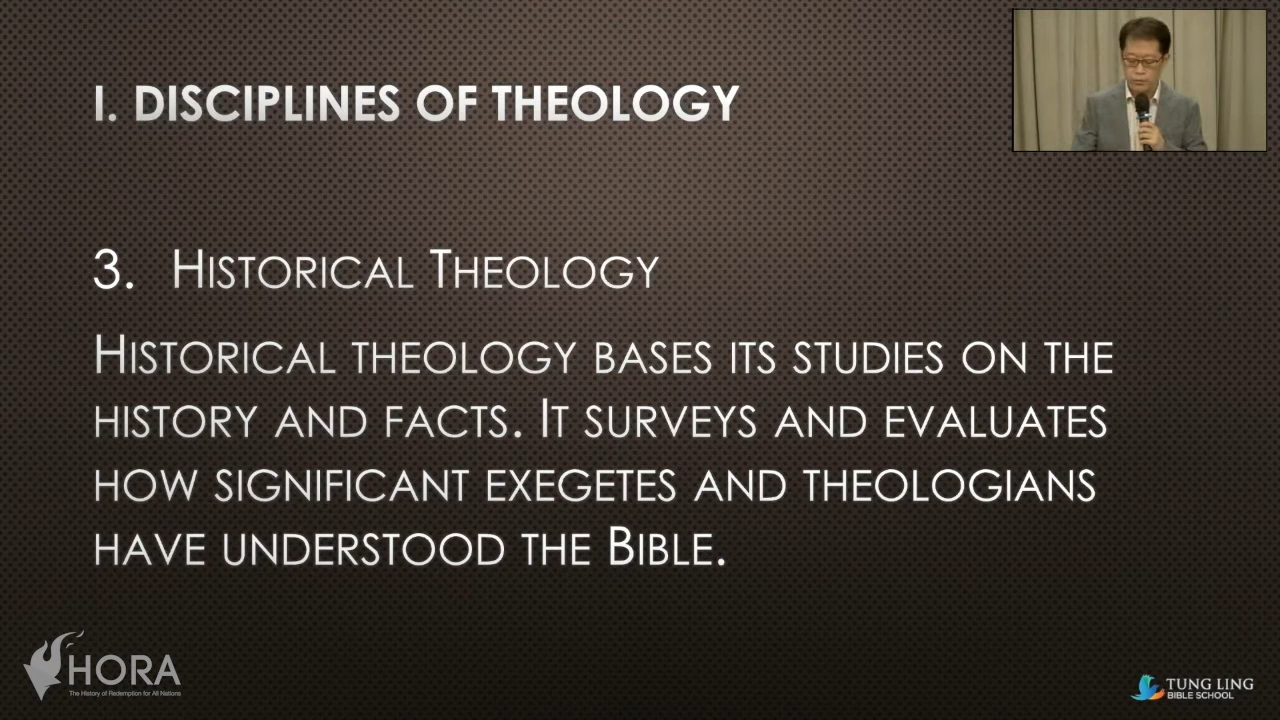 I. DISCIPLINES OF THEOLOGY
3. HISTORICAL THEOLOGY
HISTORICAL THEOLOGY BASES ITS STUDIES ON THE
HISTORY AND FACTS. IT SURVEYS AND EVALUATES
HOW SIGNIFICANT EXEGETES AND THEOLOGIANS
HAVE UNDERSTOOD THE BIBLE.
HORA
The History of Redemption for All Nations
TUNG LING
BIBLE SCHOOL